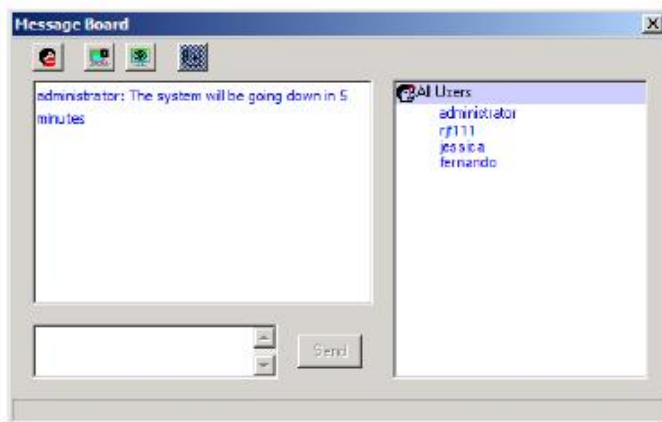 Message Board
administrator: The system will be going down in 5
minutes
All Users
administrator
rjf111
jessica
fernando
Send